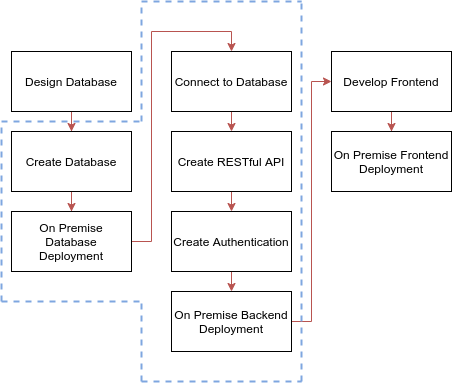 Design Database
Create Database
On Premise
Database
Deployment
Connect to Database
Create RESTful API
Create Authentication
On Premise Backend
Deployment
Develop Frontend
On Premise Frontend
Deployment